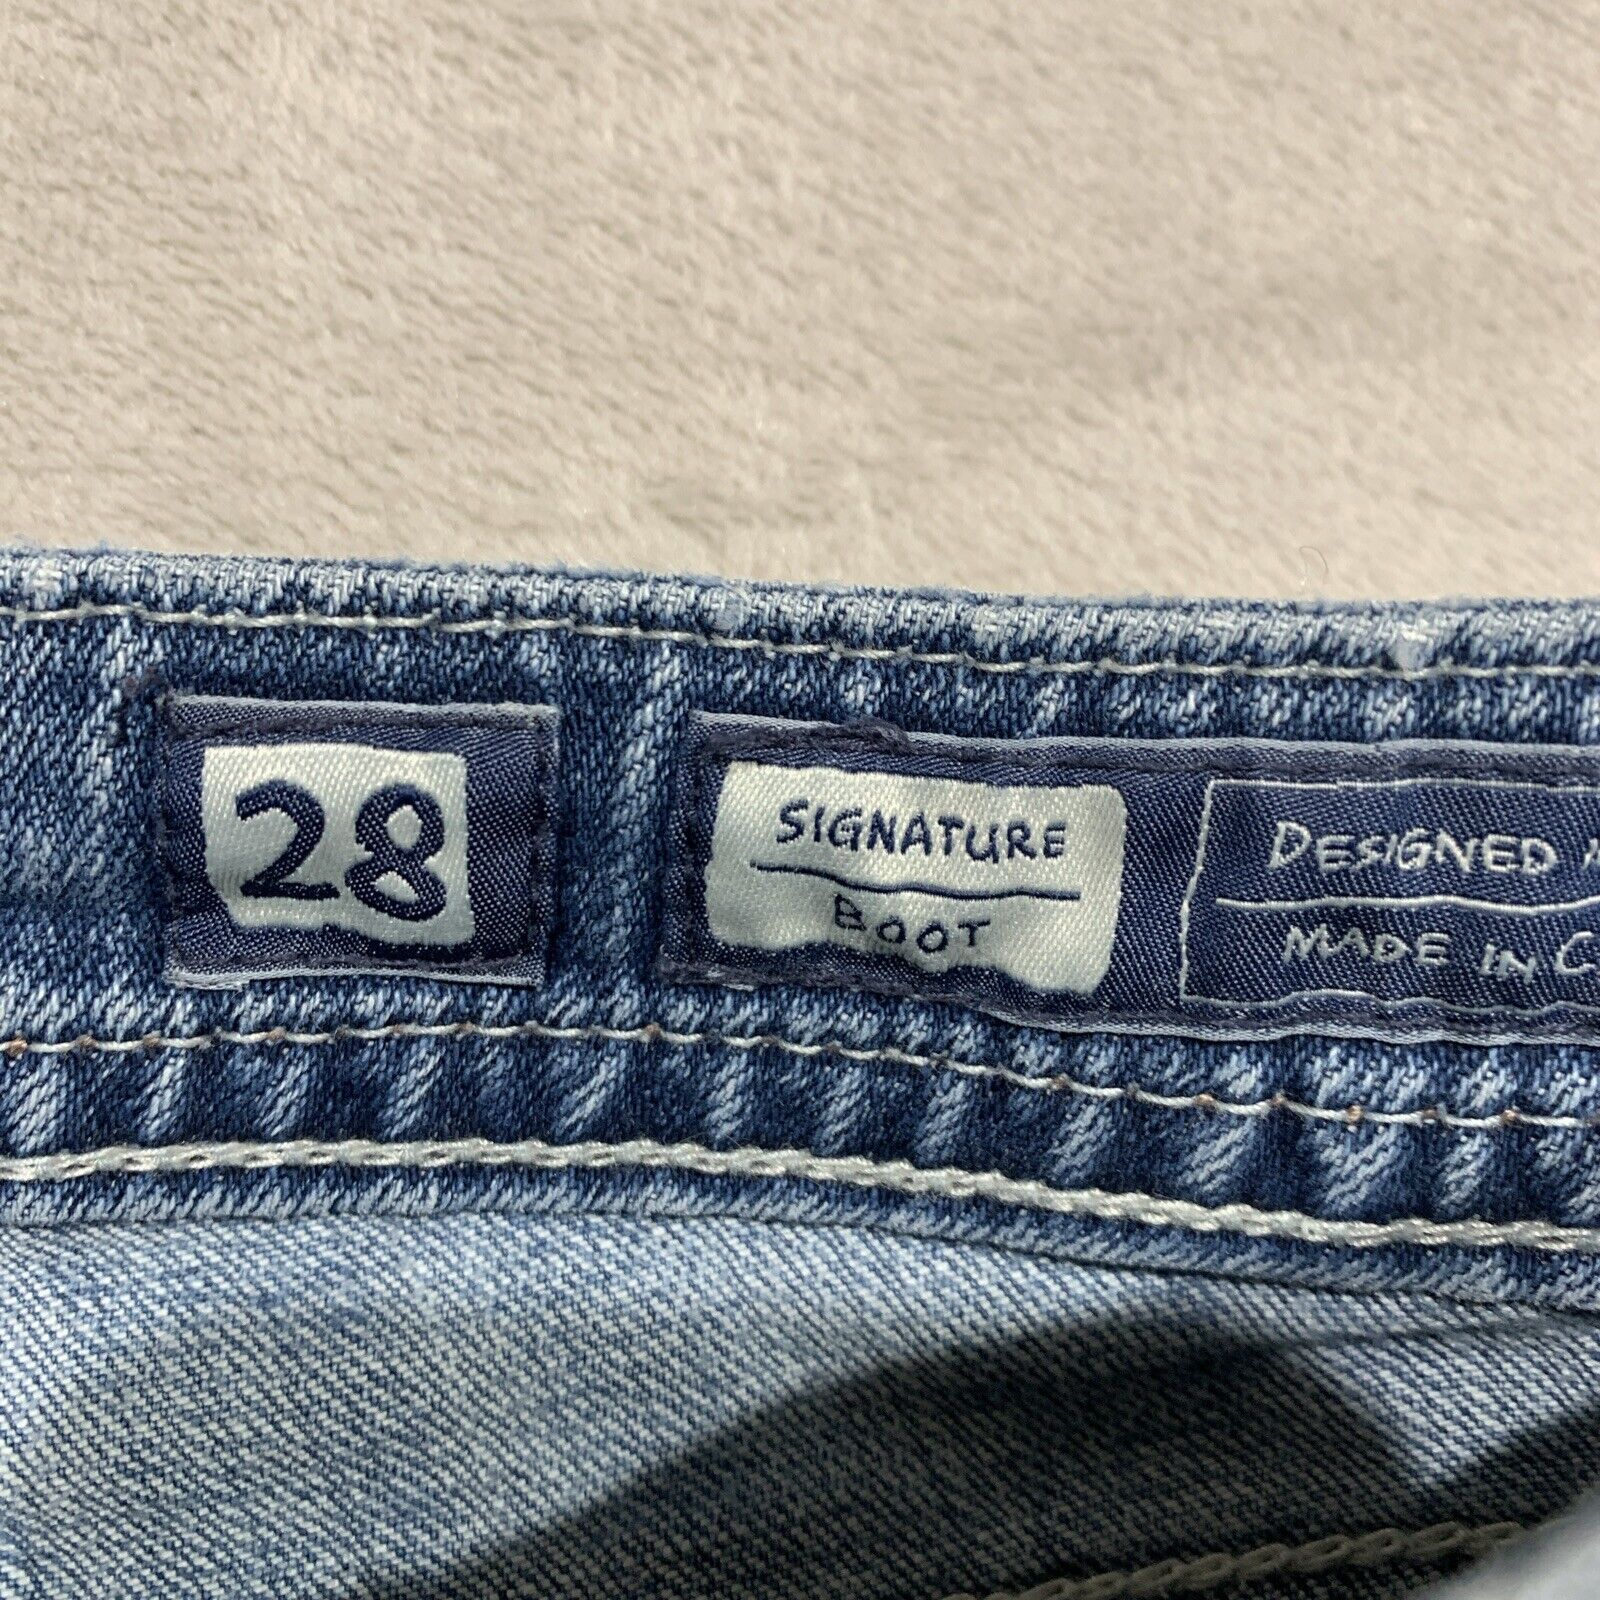 28
SIGNATURE
BOOT
DESIGNED
MADE IN